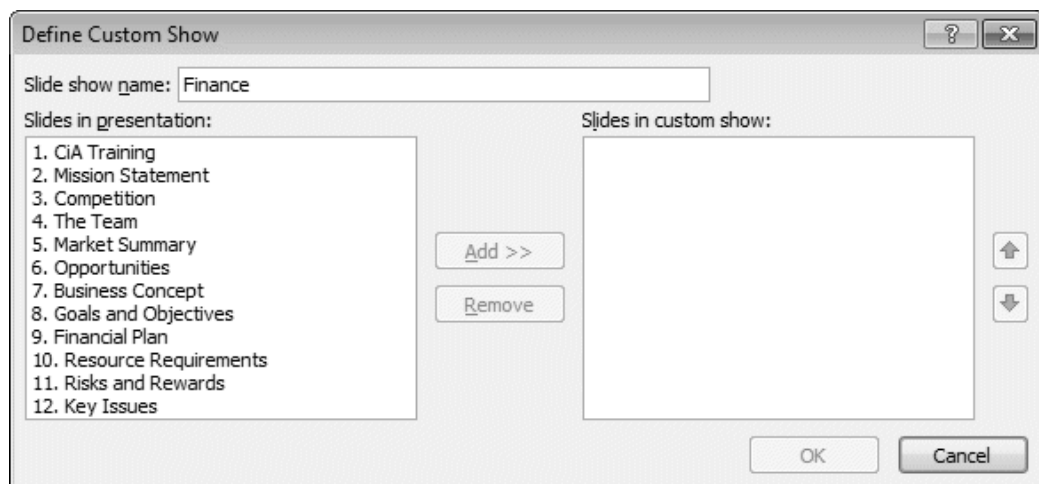 Define Custom Show
Slide show name: Finance
Slides in presentation:
Slides in custom show:
1. CiA Training
2. Mission Statement
3. Competition
4. The Team
5. Market Summary
6. Opportunities
7. Business Concept
8. Goals and Objectives
9. Financial Plan
10. Resource Requirements
11. Risks and Rewards
12. Key Issues
Add >>
Remove
OK
Cancel